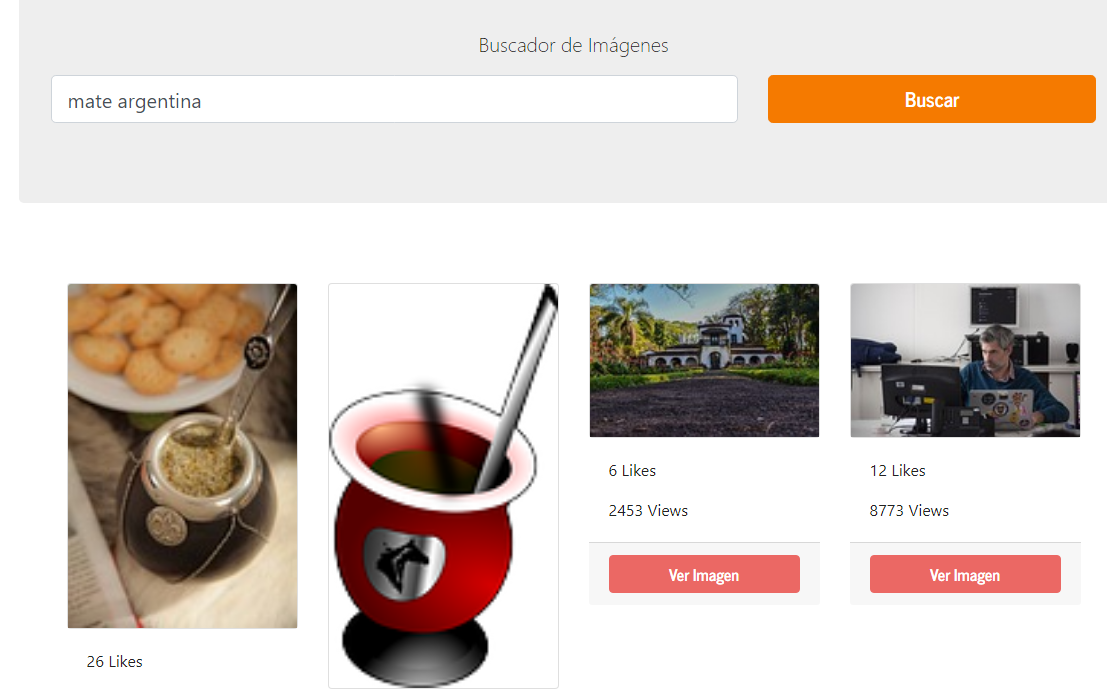 Buscador de Imágenes
mate argentina
Buscar
26 Likes
6 Likes
2453 Views
Ver Imagen
12 Likes
8773 Views
Ver Imagen